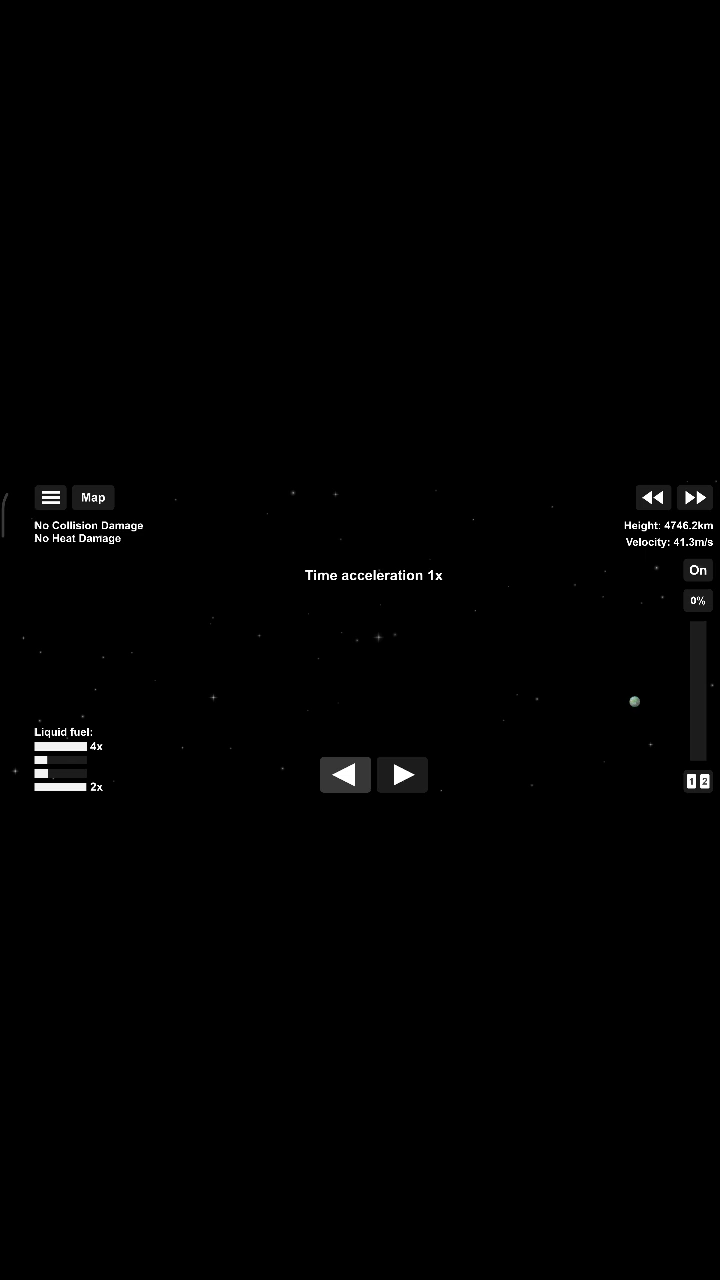 Map
No Collision Damage
No Heat Damage
Height: 4746.2km
Velocity: 41.3m/s
Time acceleration 1x
On
0%
Liquid fuel:
4x
2x
1 2